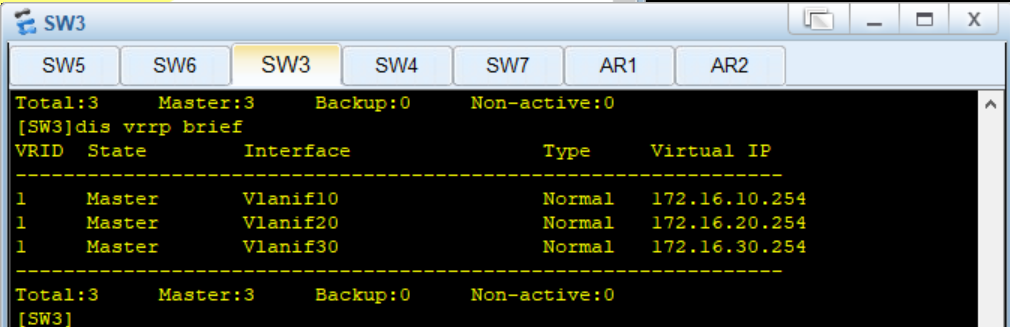 SW3
SW5 SW6 SW3 SW4 SW7 AR1 AR2
Total:3     Master:3     Backup:0     Non-active:0
[SW3]dis vrrp brief
VRID  State        Interface                Type     Virtual IP
----------------------------------------------------------------
1     Master       Vlanif10                 Normal   172.16.10.254
1     Master       Vlanif20                 Normal   172.16.20.254
1     Master       Vlanif30                 Normal   172.16.30.254
----------------------------------------------------------------
Total:3     Master:3     Backup:0     Non-active:0
[SW3]